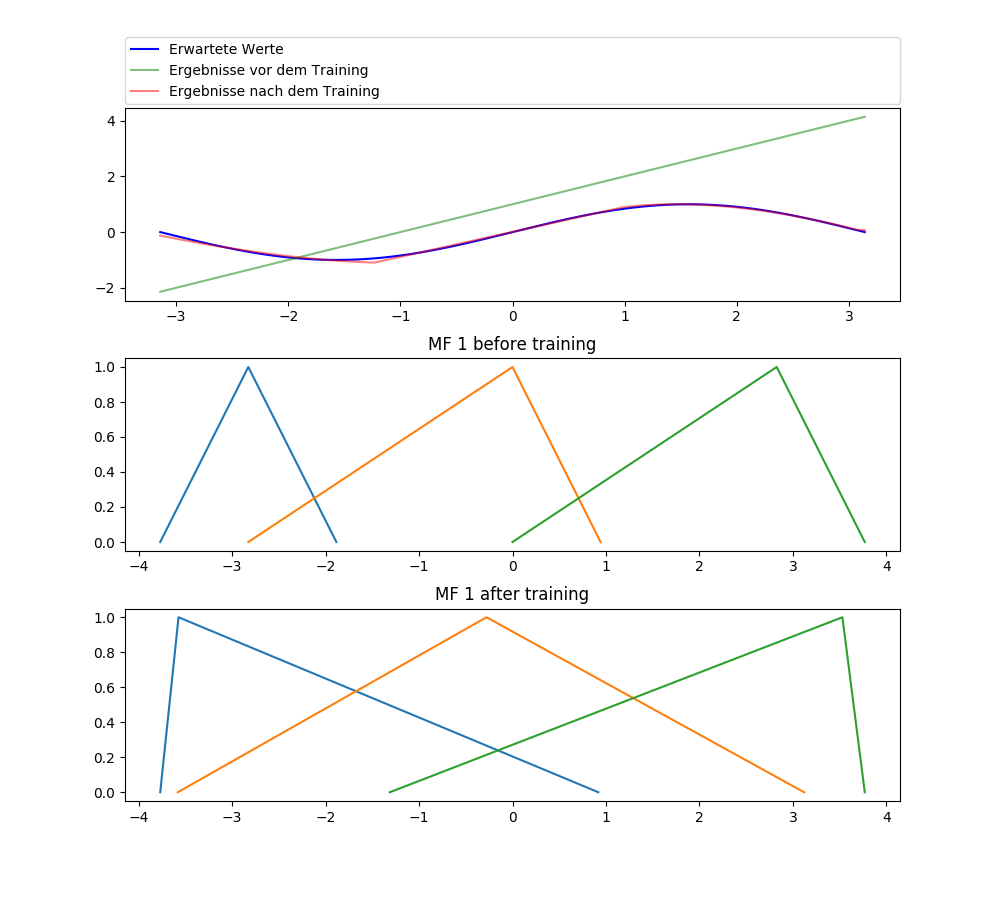 Erwartete Werte
Ergebnisse vor dem Training
Ergebnisse nach dem Training
4
2
0
−2
−3 −2 −1 0 1 2 3
MF 1 before training
1.0
0.8
0.6
0.4
0.2
0.0
−4 −3 −2 −1 0 1 2 3 4
MF 1 after training
1.0
0.8
0.6
0.4
0.2
0.0
−4 −3 −2 −1 0 1 2 3 4